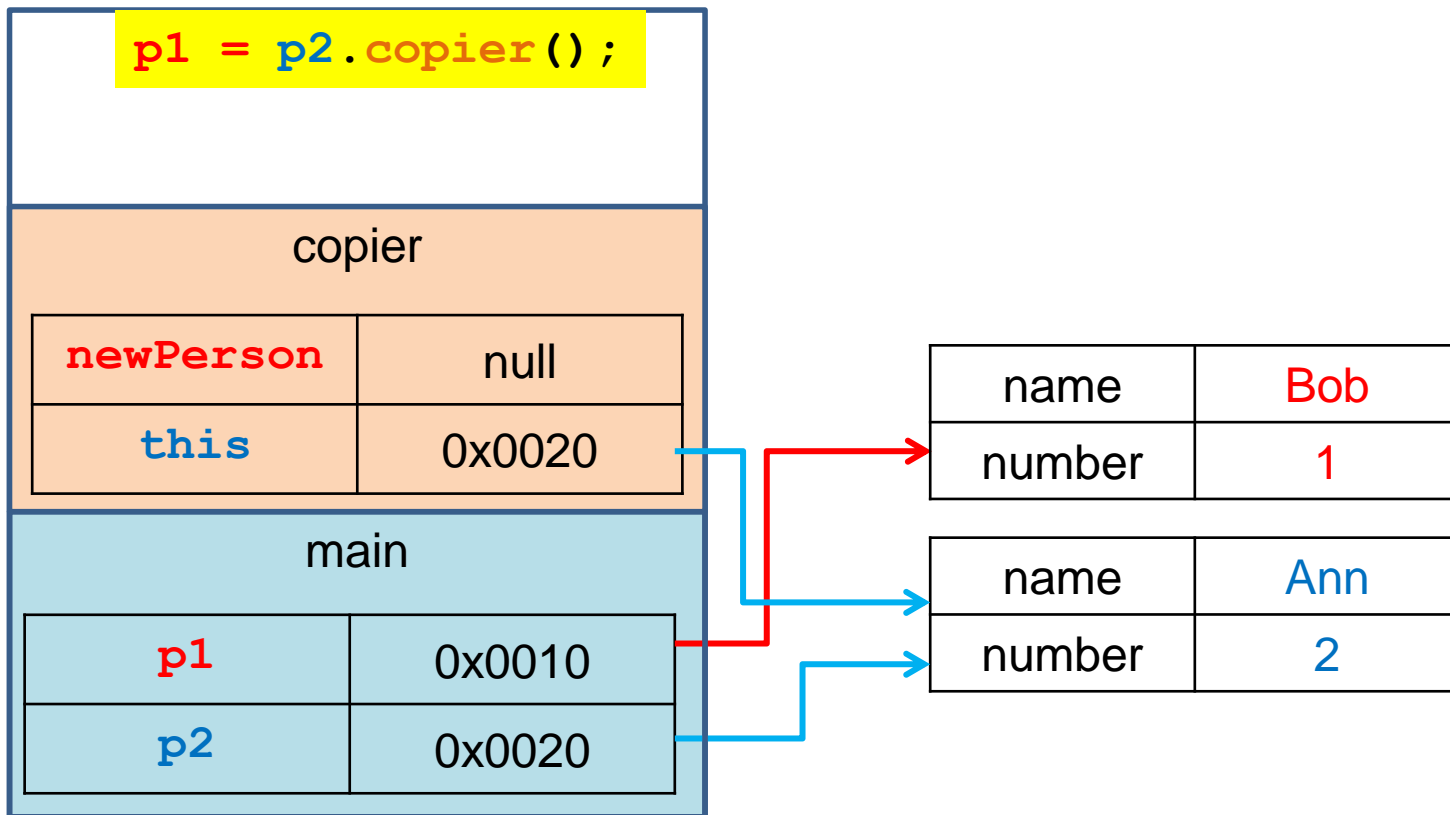 p1 = p2.copier();
copier
newPerson null
this 0x0020
main
p1 0x0010
p2 0x0020
name Bob
number 1
name Ann
number 2